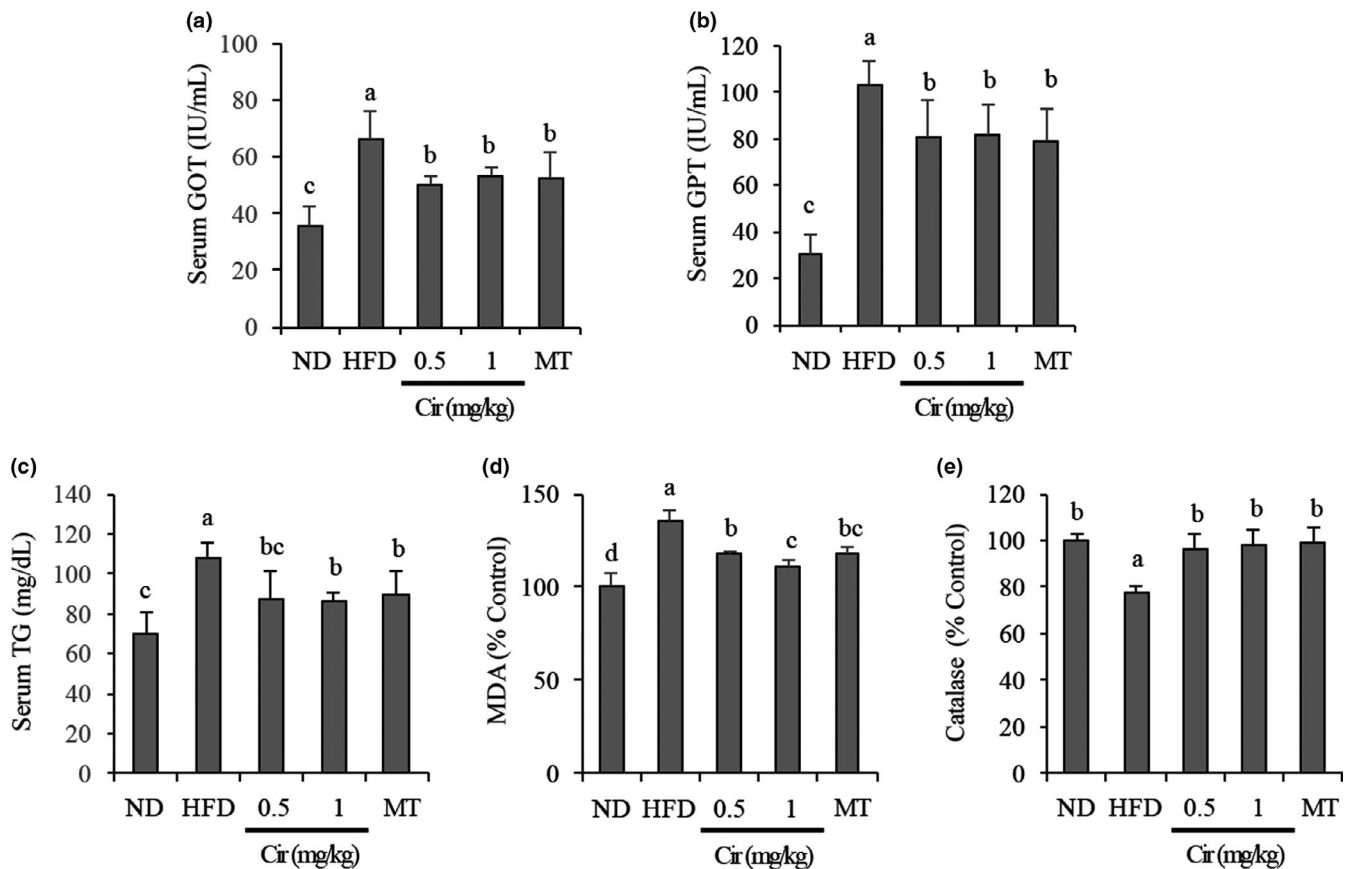 (a)
Serum GOT (IU/mL)
100
80
60
40
20
0
c
a
b
b
b
ND HFD 0.5 1 MT
Cir (mg/kg)
(b)
Serum GPT (IU/mL)
120
100
80
60
40
20
0
c
a
b
b
b
ND HFD 0.5 1 MT
Cir (mg/kg)
(c)
Serum TG (mg/dL)
140
120
100
80
60
40
20
0
c
a
bc
b
b
ND HFD 0.5 1 MT
Cir (mg/kg)
(d)
MDA (% Control)
150
100
50
0
d
a
b
c
bc
ND HFD 0.5 1 MT
Cir (mg/kg)
(e)
Catalase (% Control)
120
100
80
60
40
20
0
b
a
b
b
b
ND HFD 0.5 1 MT
Cir (mg/kg)